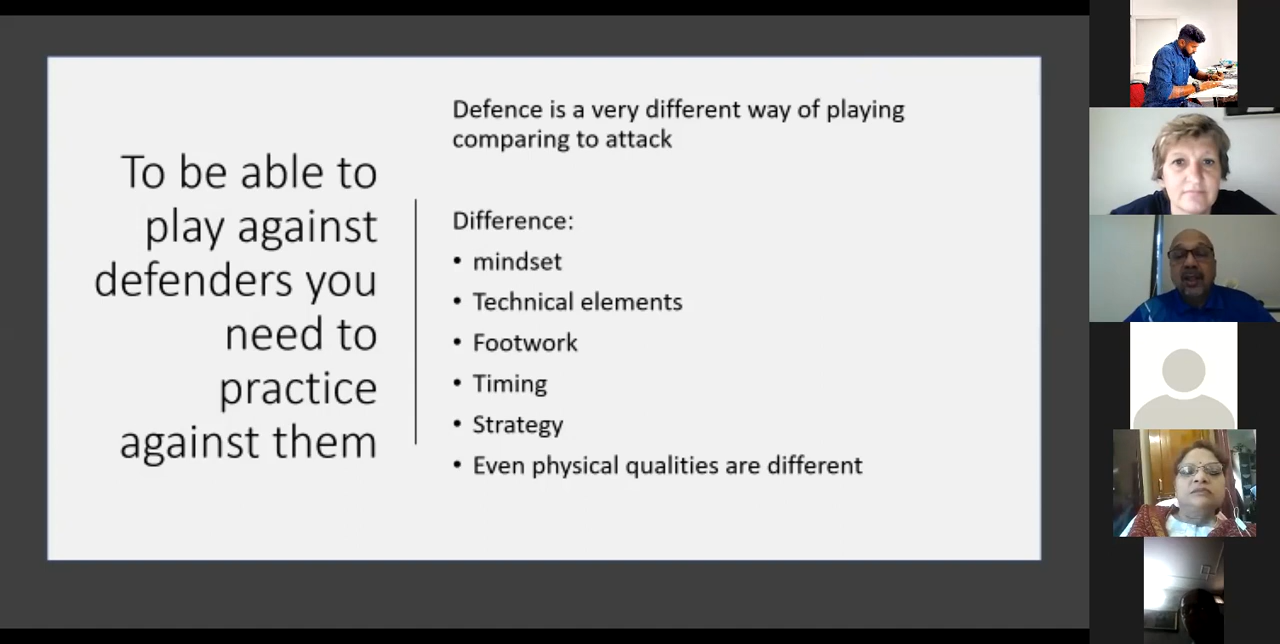 To be able to
play against
defenders you
need to
practice
against them
Defence is a very different way of playing
comparing to attack
Difference:
• mindset
• Technical elements
• Footwork
• Timing
• Strategy
• Even physical qualities are different